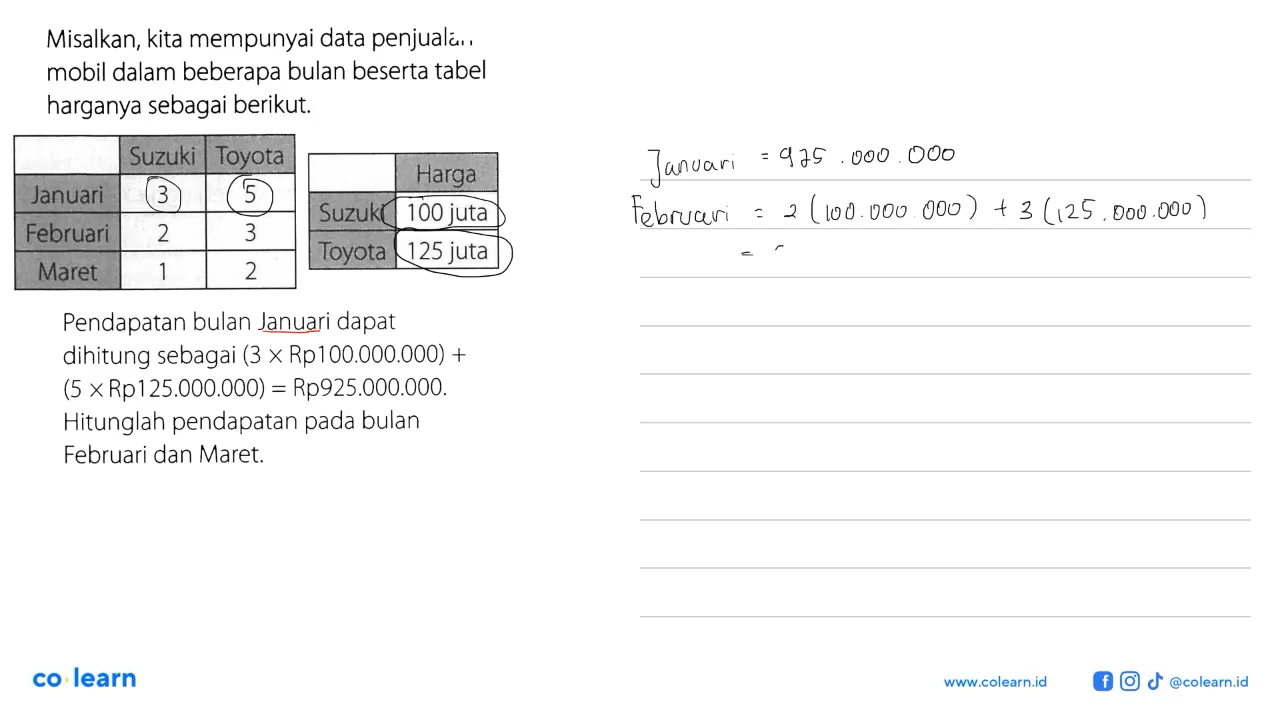 Misalkan, kita mempunyai data penjualan
mobil dalam beberapa bulan beserta tabel
harganya sebagai berikut.
Suzuki Toyota
Januari 3 5
Februari 2 3
Maret 1 2
Harga
Suzuki 100 juta
Toyota 125 juta
Pendapatan bulan Januari dapat
dihitung sebagai (3 × Rp100.000.000) +
(5 × Rp125.000.000) = Rp925.000.000.
Hitunglah pendapatan pada bulan
Februari dan Maret.
Januari = 925.000.000
Februari = 2 (100.000.000) + 3 (125.000.000)
=
co learn
www.colearn.id
@colearn.id